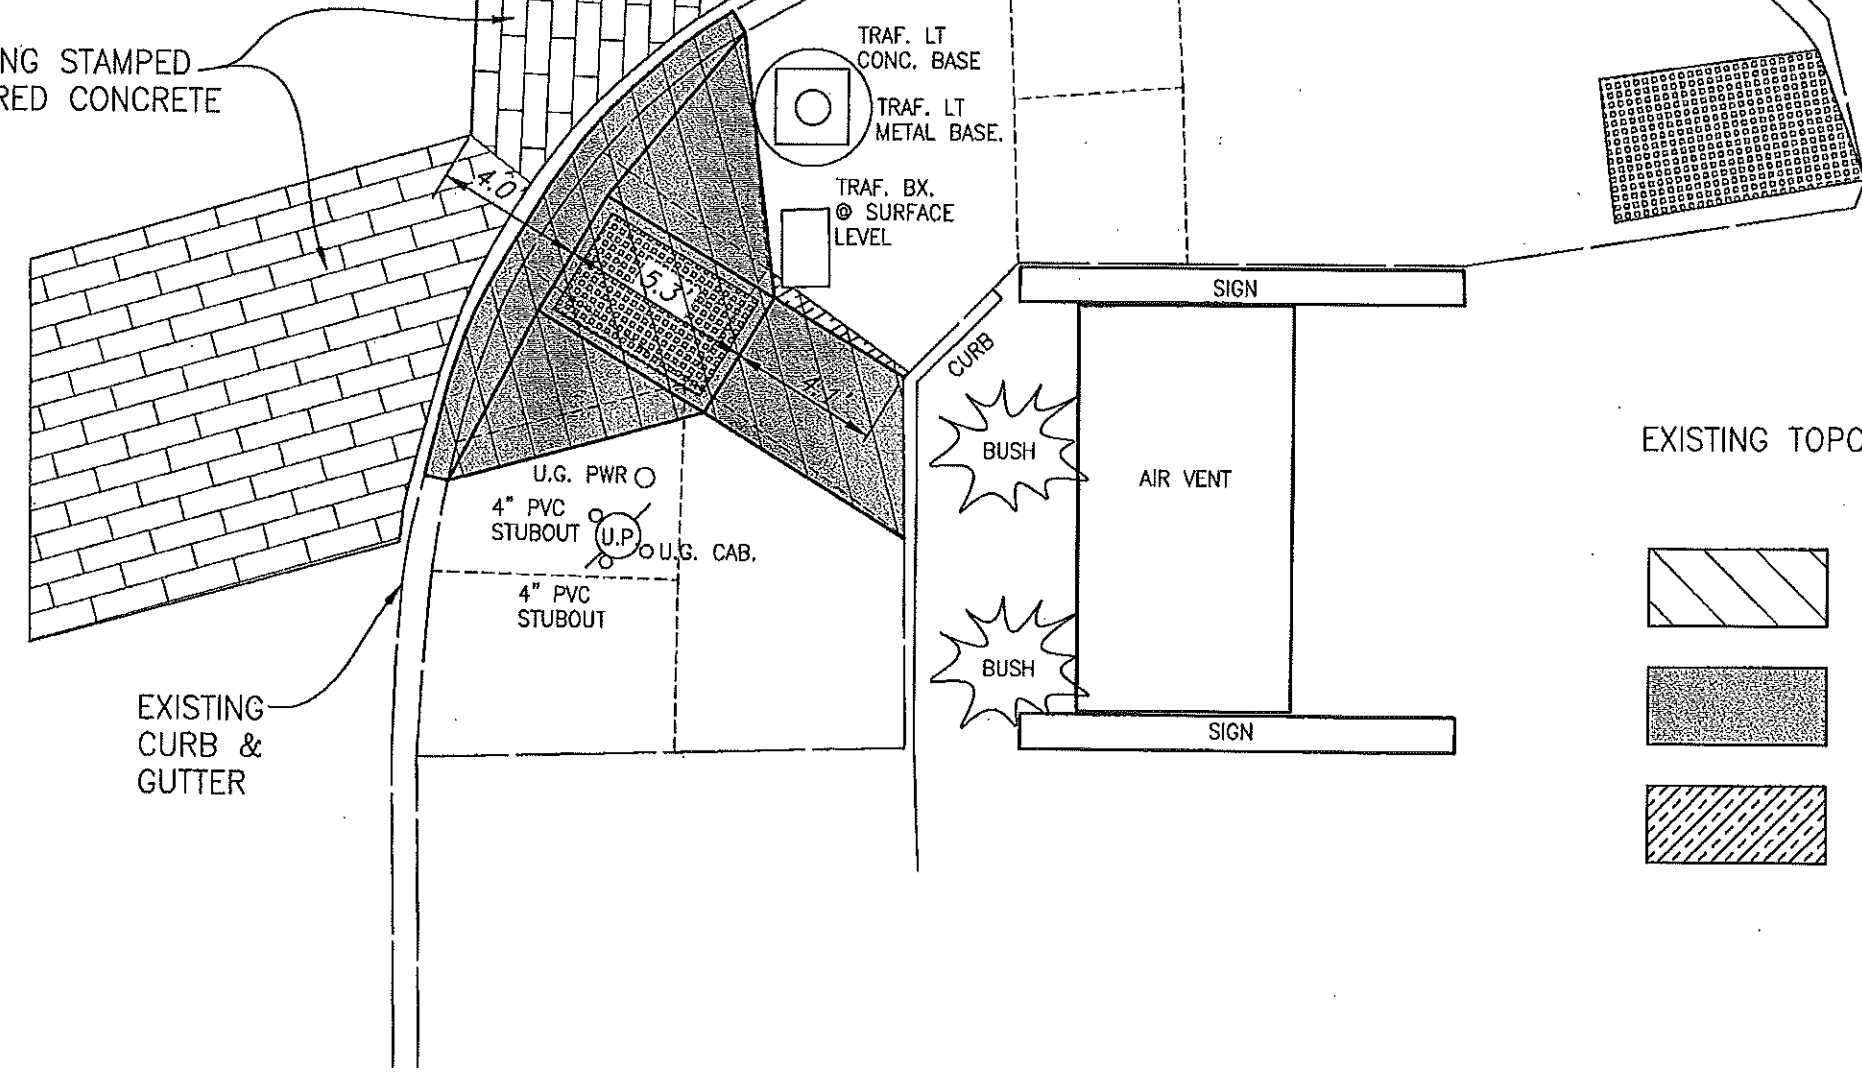 NG STAMPED
RED CONCRETE
TRAF. LT
CONC. BASE
TRAF. LT
METAL BASE.
4.0'
TRAF. BX.
@ SURFACE
LEVEL
5.3'
SIGN
CURB
BUSH
AIR VENT
EXISTING TOPO
U.G. PWR
4" PVC
STUBOUT
U.P.
U.G. CAB.
4" PVC
STUBOUT
BUSH
EXISTING
CURB &
GUTTER
SIGN